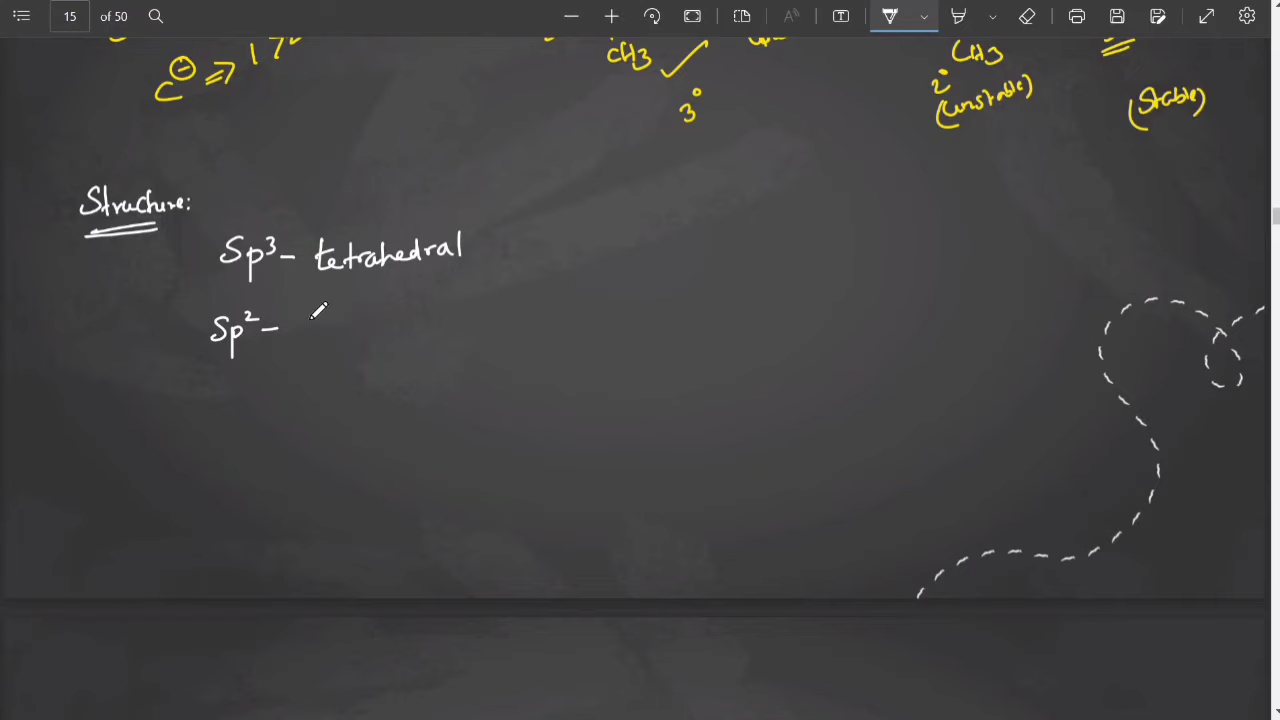 15 of 50
C⊖ ⇒
CH3 ✓
3°
CH3
2°
(unstable)
(Stable)
Structure:
Sp³- tetrahedral
Sp²-